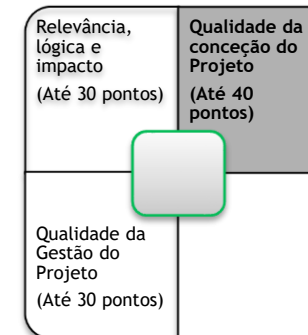 Relevância,
lógica e
impacto
(Até 30 pontos)
Qualidade da
conceção do
Projeto
(Até 40
pontos)
Qualidade da
Gestão do
Projeto
(Até 30 pontos)